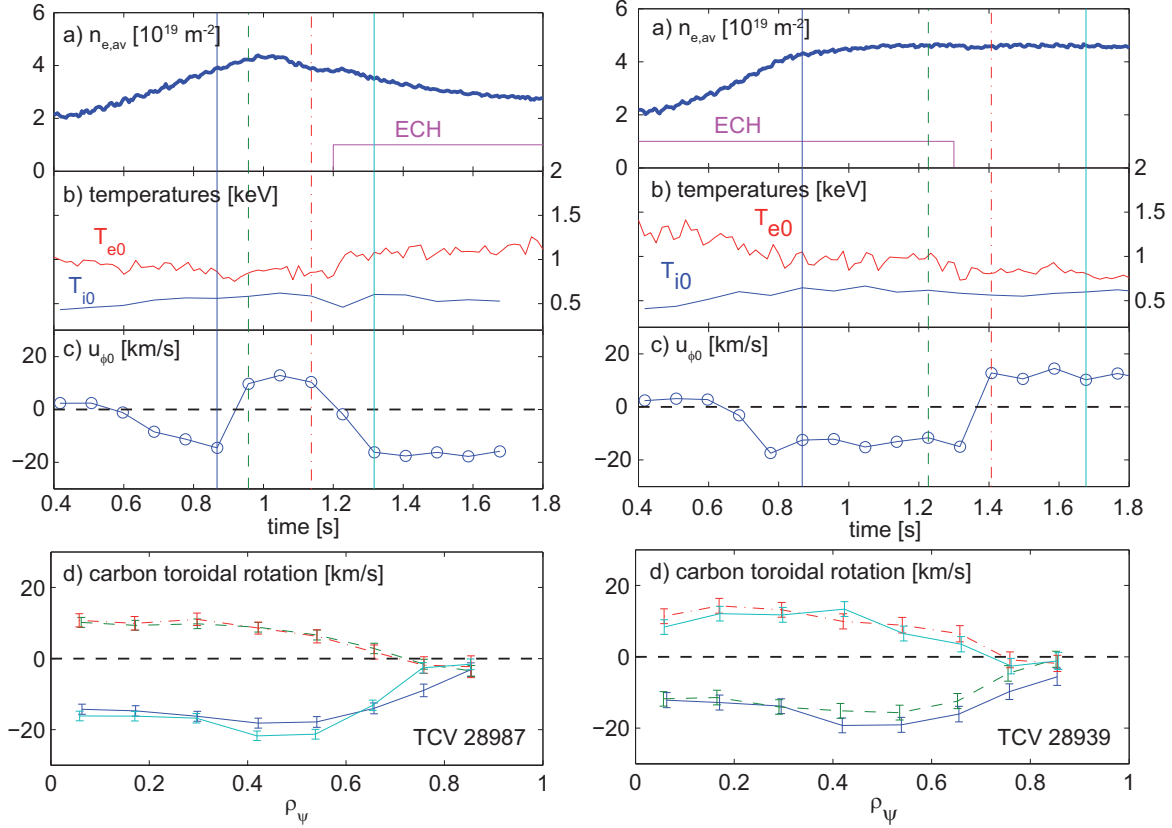 a) n_e,av [10^19 m^-2]
6
4
2
0
ECH
2
b) temperatures [keV]
1.5
T_e0
1
T_i0
0.5
c) u_ϕ0 [km/s]
20
0
−20
0.4 0.6 0.8 1 1.2 1.4 1.6 1.8
time [s]
d) carbon toroidal rotation [km/s]
20
0
−20
TCV 28987
0 0.2 0.4 0.6 0.8 1
ρ_ψ
a) n_e,av [10^19 m^-2]
6
4
2
0
ECH
2
b) temperatures [keV]
1.5
T_e0
1
T_i0
0.5
c) u_ϕ0 [km/s]
20
0
−20
0.4 0.6 0.8 1 1.2 1.4 1.6 1.8
time [s]
d) carbon toroidal rotation [km/s]
20
0
−20
TCV 28939
0 0.2 0.4 0.6 0.8 1
ρ_ψ